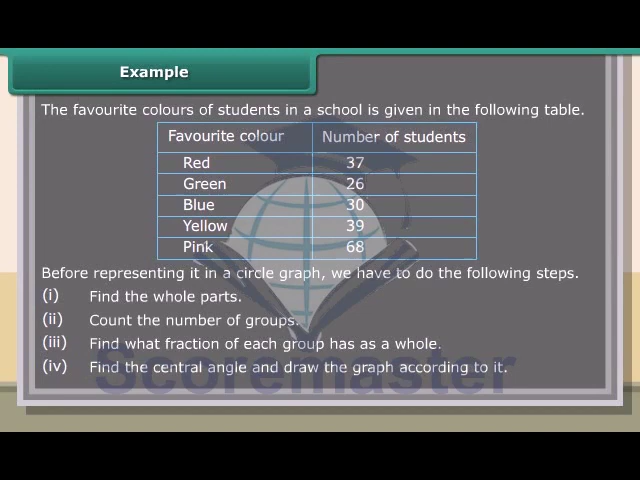 Example
The favourite colours of students in a school is given in the following table.
Favourite colour Number of students
Red 37
Green 26
Blue 30
Yellow 39
Pink 68
Before representing it in a circle graph, we have to do the following steps.
(i) Find the whole parts.
(ii) Count the number of groups.
(iii) Find what fraction of each group has as a whole.
(iv) Find the central angle and draw the graph according to it.
Scoremaster